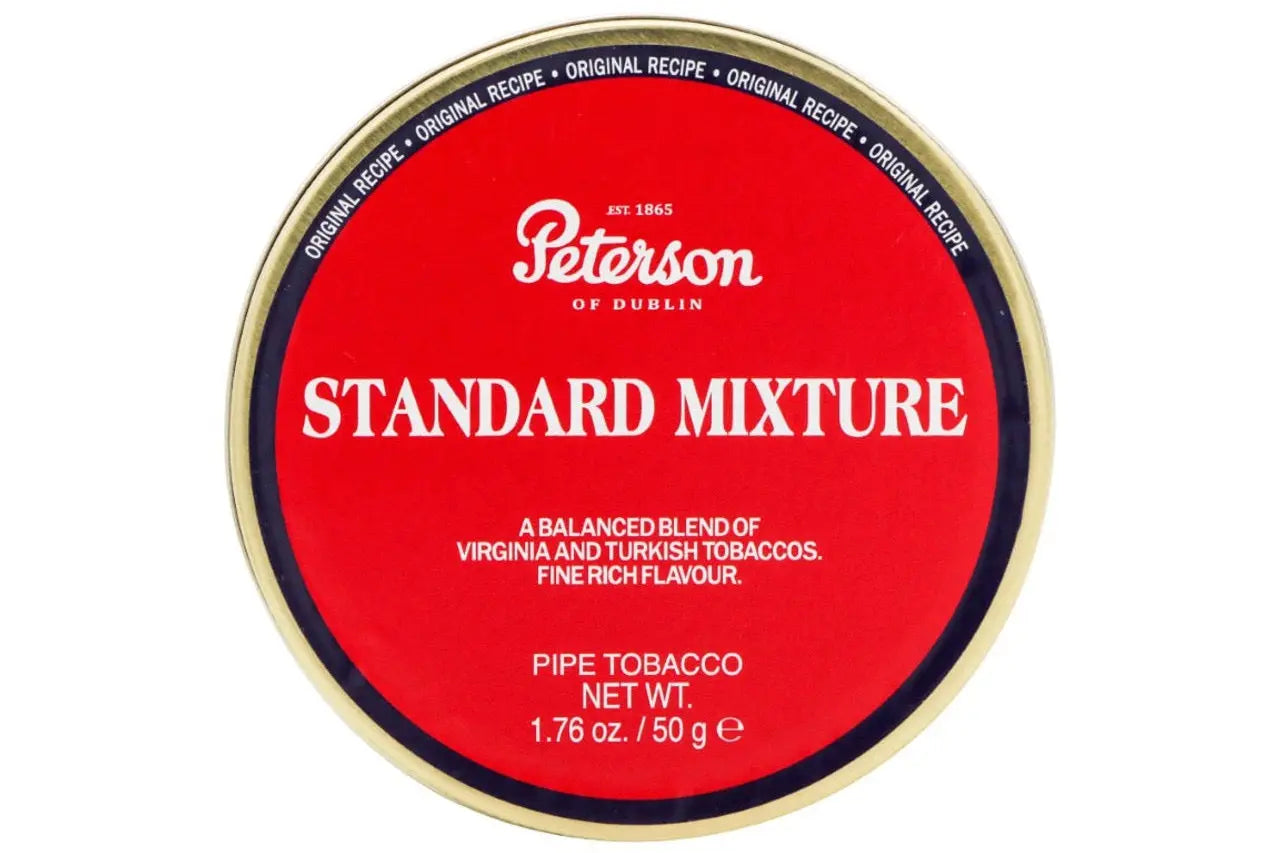 ORIGINAL RECIPE • ORIGINAL RECIPE • ORIGINAL RECIPE • ORIGINAL RECIPE • ORIGINAL RECIPE
EST. 1865
Peterson
OF DUBLIN
STANDARD MIXTURE
A BALANCED BLEND OF
VIRGINIA AND TURKISH TOBACCOS.
FINE RICH FLAVOUR.
PIPE TOBACCO
NET WT.
1.76 oz. / 50 g ℮